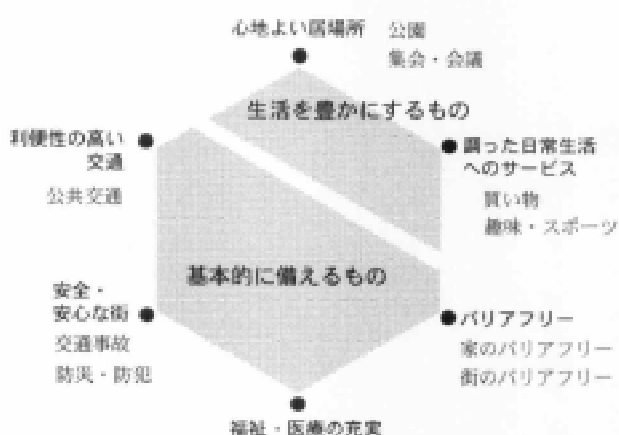 心地よい居場所
公園
集会・会議
生活を豊かにするもの
利便性の高い
交通
公共交通
調った日常生活
へのサービス
買い物
趣味・スポーツ
基本的に備えるもの
安全・
安心な街
交通事故
防災・防犯
バリアフリー
家のバリアフリー
街のバリアフリー
福祉・医療の充実